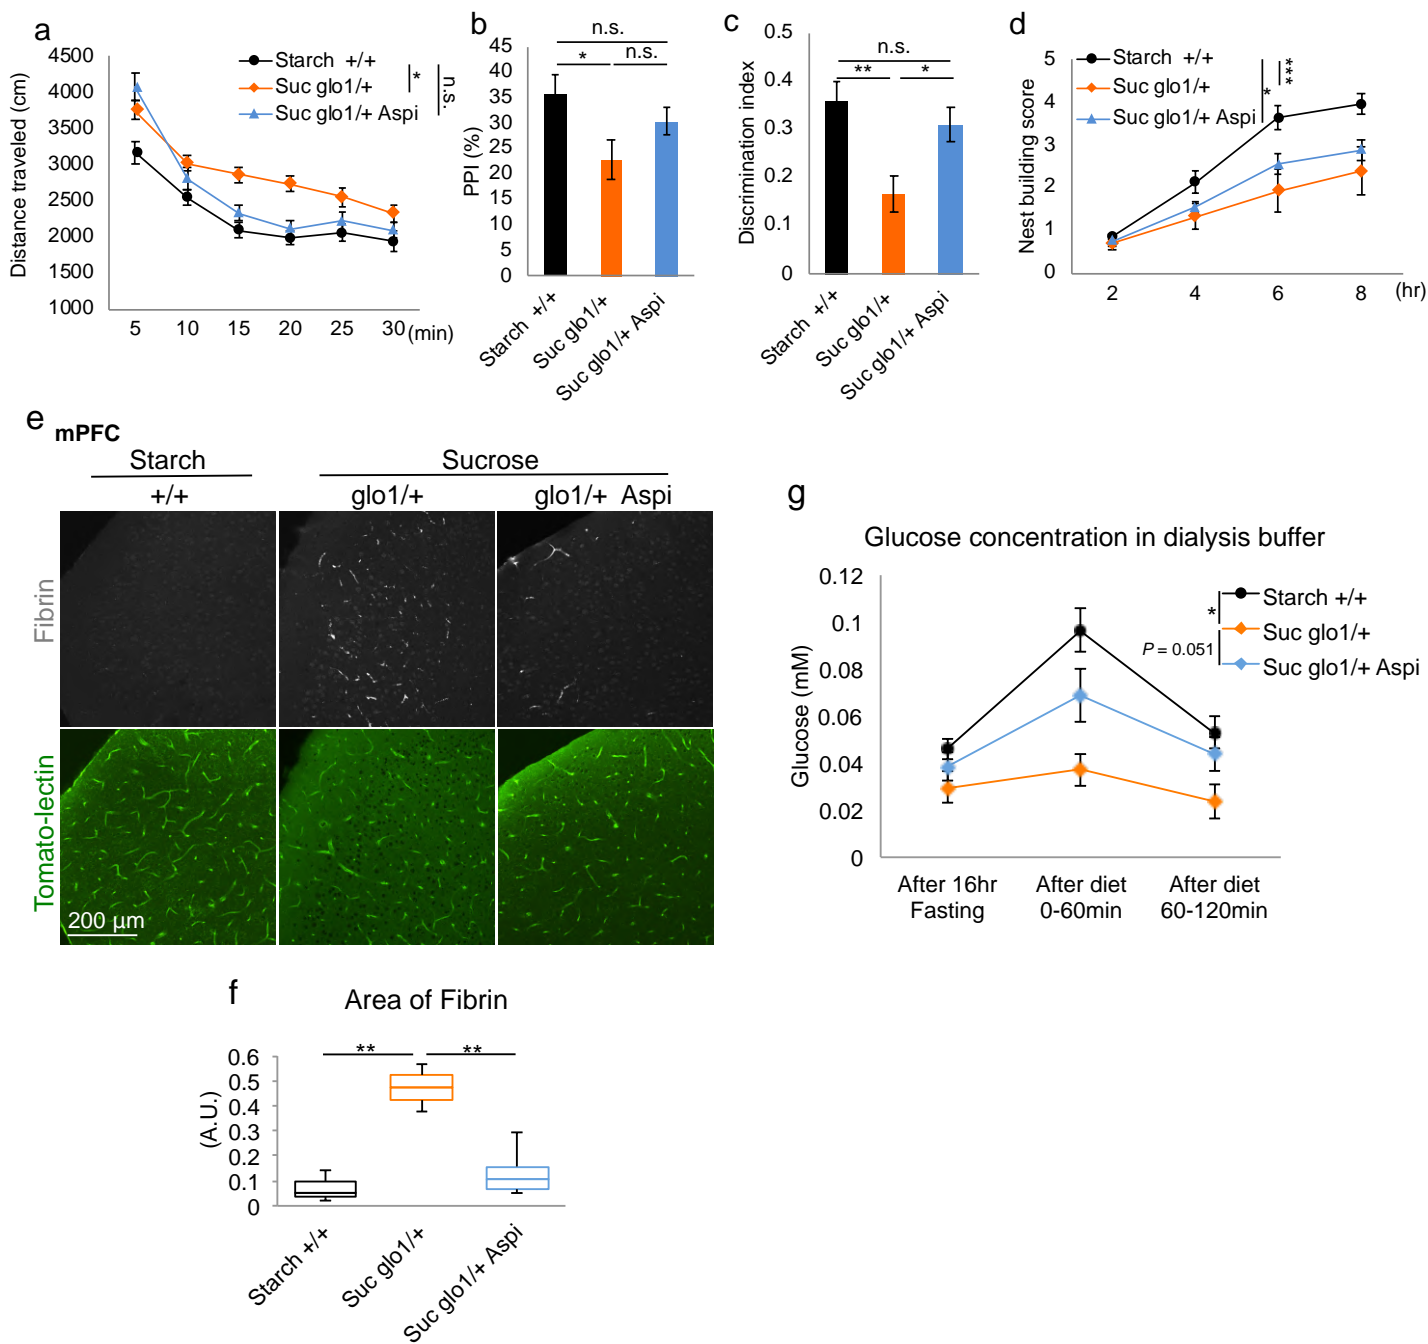 a
4500
4000
3500
3000
2500
2000
1500
1000
Distance traveled (cm)
5 10 15 20 25 30 (min)
Starch +/+
Suc glo1/+
Suc glo1/+ Aspi
*
n.s.
b
45
40
35
30
25
20
15
10
5
0
PPI (%)
n.s.
* n.s.
Starch +/+
Suc glo1/+
Suc glo1/+ Aspi
c
0.5
0.4
0.3
0.2
0.1
0
Discrimination index
n.s.
** *
Starch +/+
Suc glo1/+
Suc glo1/+ Aspi
d
5
4
3
2
1
0
Nest building score
2 4 6 8 (hr)
Starch +/+
Suc glo1/+
Suc glo1/+ Aspi
*
***
e
mPFC
Starch Sucrose
+/+ glo1/+ glo1/+ Aspi
Fibrin
Tomato-lectin
200 µm
f
Area of Fibrin
0.6
0.5
0.4
0.3
0.2
0.1
0
(A.U.)
** **
Starch +/+
Suc glo1/+
Suc glo1/+ Aspi
g
Glucose concentration in dialysis buffer
0.12
0.1
0.08
0.06
0.04
0.02
0
Glucose (mM)
Starch +/+
Suc glo1/+
Suc glo1/+ Aspi
*
P = 0.051
After 16hr
Fasting
After diet
0-60min
After diet
60-120min